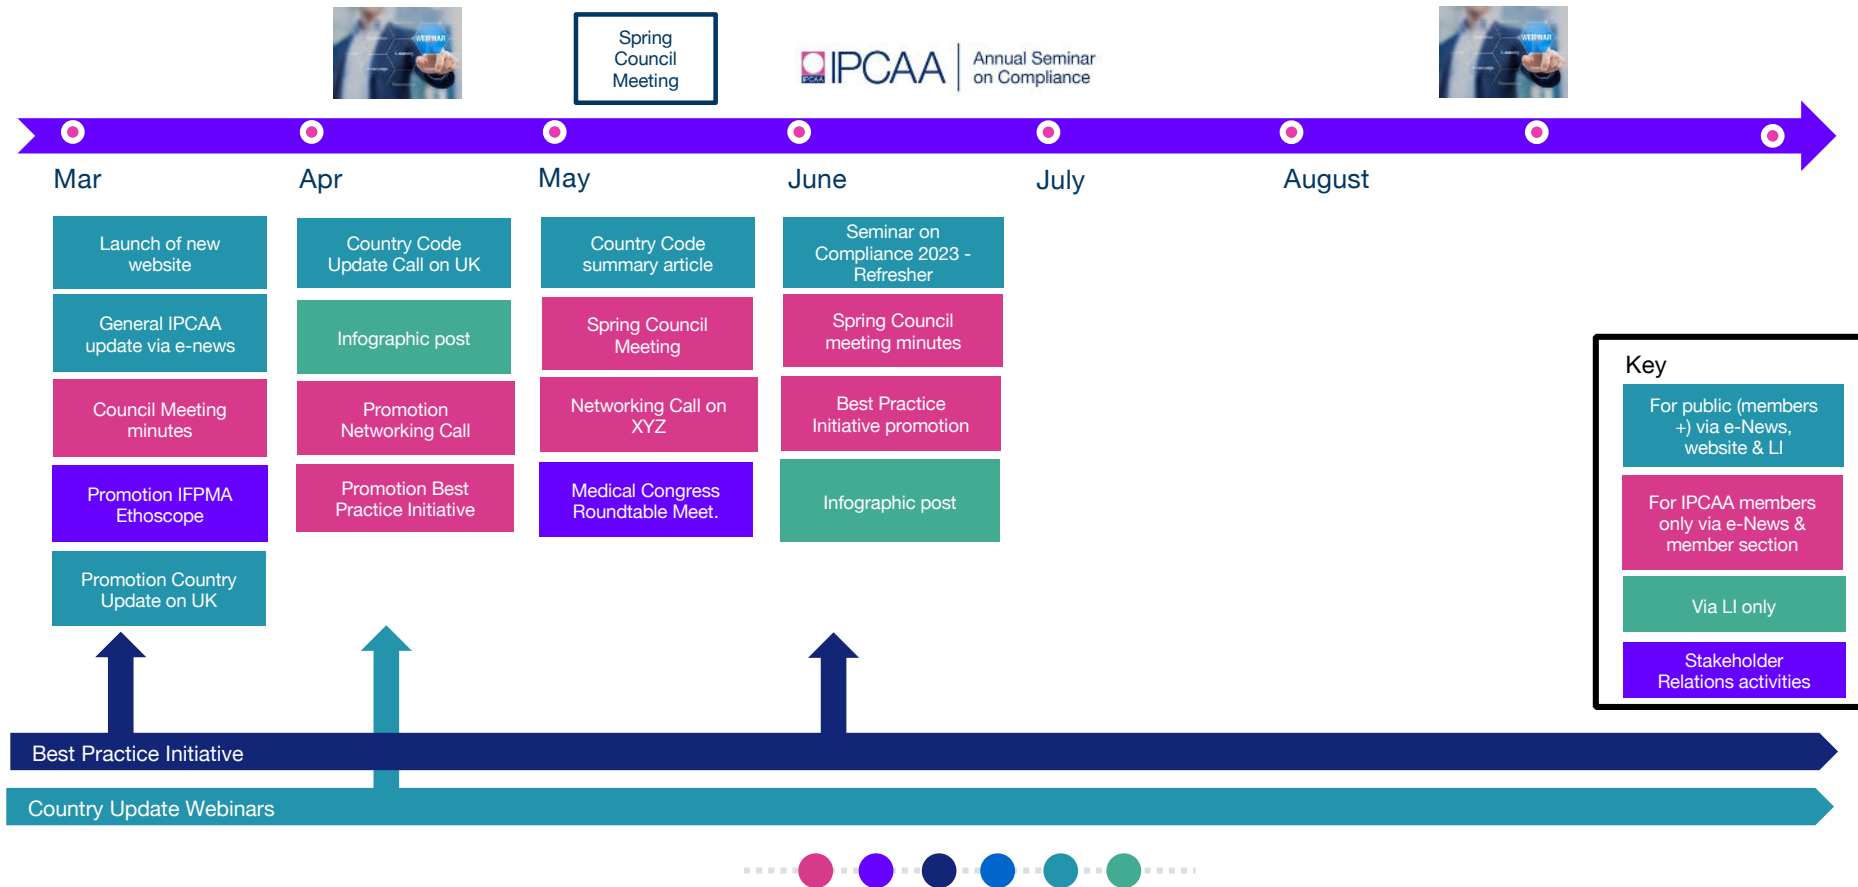 WEBINAR
Spring
Council
Meeting
IPCAA
IPCAA
Annual Seminar
on Compliance
WEBINAR
Mar
Apr
May
June
July
August
Launch of new
website
General IPCAA
update via e-news
Council Meeting
minutes
Promotion IFPMA
Ethoscope
Promotion Country
Update on UK
Country Code
Update Call on UK
Infographic post
Promotion
Networking Call
Promotion Best
Practice Initiative
Country Code
summary article
Spring Council
Meeting
Networking Call on
XYZ
Medical Congress
Roundtable Meet.
Seminar on
Compliance 2023 -
Refresher
Spring Council
meeting minutes
Best Practice
Initiative promotion
Infographic post
Key
For public (members
+) via e-News,
website & LI
For IPCAA members
only via e-News &
member section
Via LI only
Stakeholder
Relations activities
Best Practice Initiative
Country Update Webinars